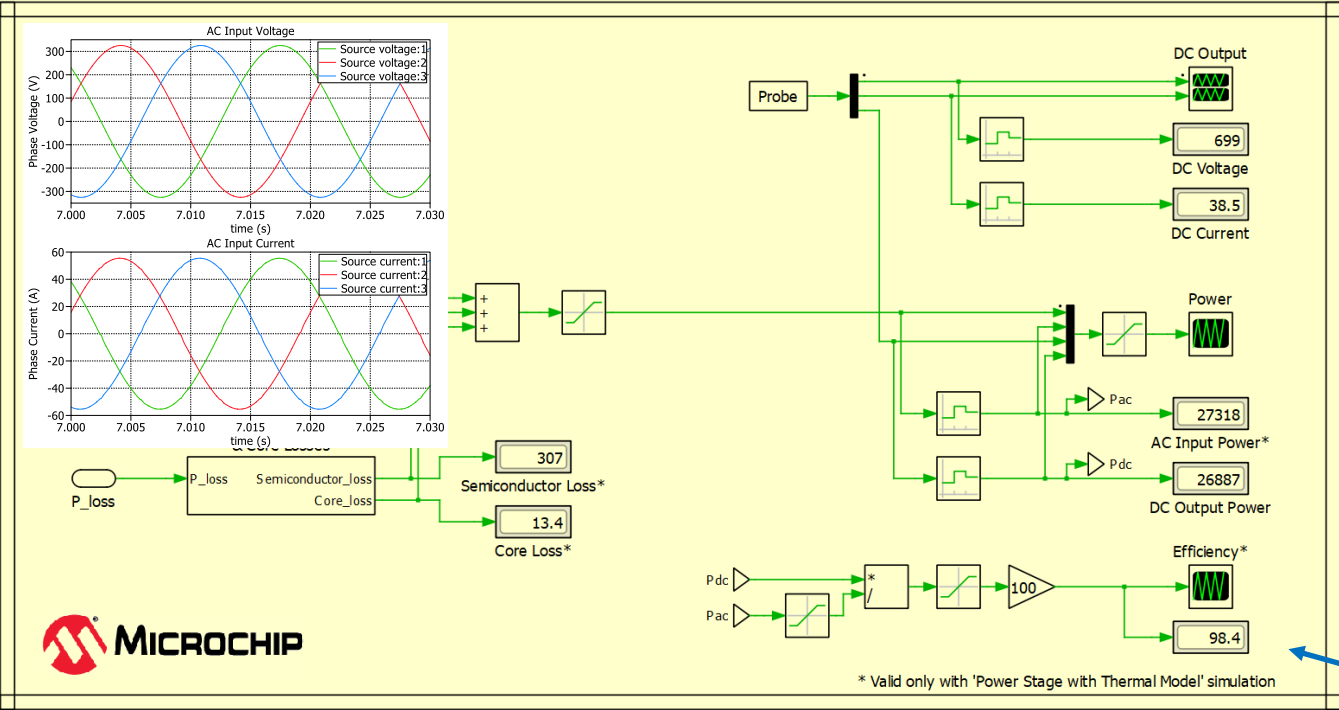 AC Input Voltage
Source voltage:1
Source voltage:2
Source voltage:3
Phase Voltage (V)
300
200
100
0
-100
-200
-300
7.000 7.005 7.010 7.015 7.020 7.025 7.030
time (s)
AC Input Current
Source current:1
Source current:2
Source current:3
Phase Current (A)
60
40
20
0
-20
-40
-60
7.000 7.005 7.010 7.015 7.020 7.025 7.030
time (s)
DC Output
Probe
699
DC Voltage
38.5
DC Current
+
+
+
Power
Pac
27318
AC Input Power*
Pdc
26887
DC Output Power
& Core Losses
P_loss
P_loss
Semiconductor_loss
Core_loss
307
Semiconductor Loss*
13.4
Core Loss*
Efficiency*
Pdc
*
/
Pac
100
98.4
MICROCHIP
* Valid only with 'Power Stage with Thermal Model' simulation